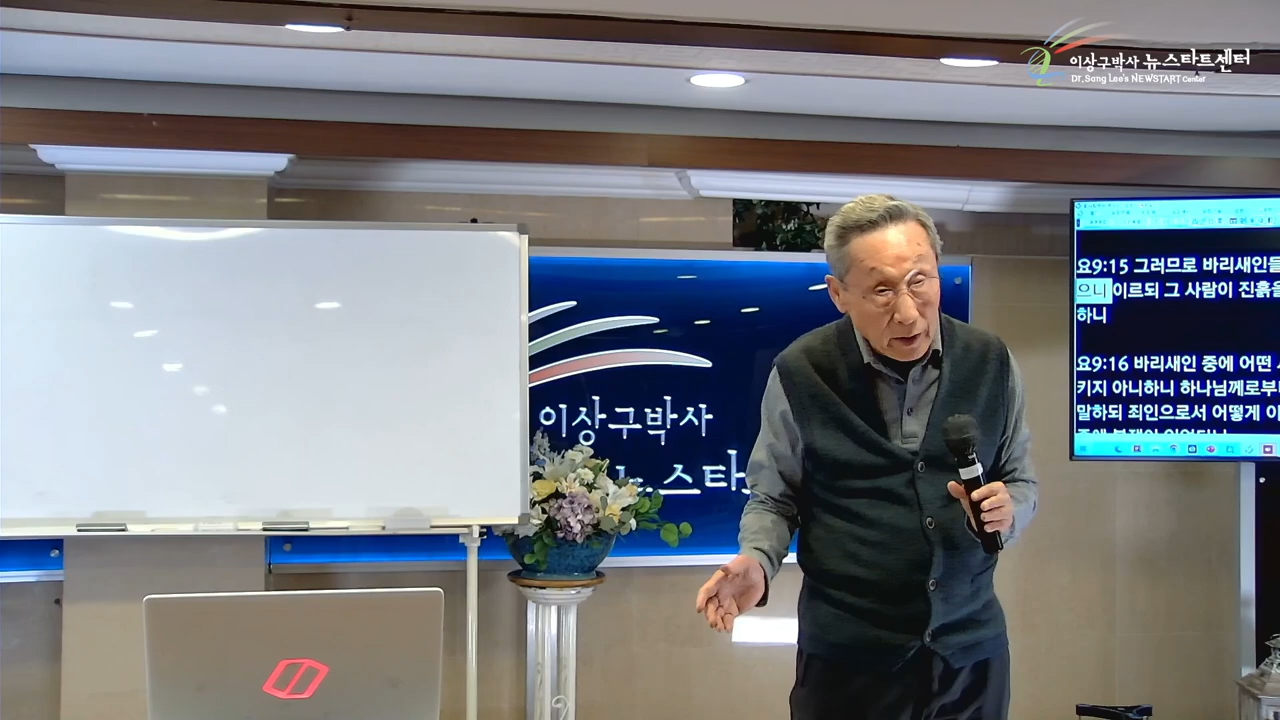 이상구박사 뉴스타트센터
Dr. Sang Lee's NEWSTART Center
이상구박사
뉴스타
요9:15 그러므로 바리새인들
으니 이르되 그 사람이 진흙을
하니
요9:16 바리새인 중에 어떤
키지 아니하니 하나님께로부
말하되 죄인으로서 어떻게 이